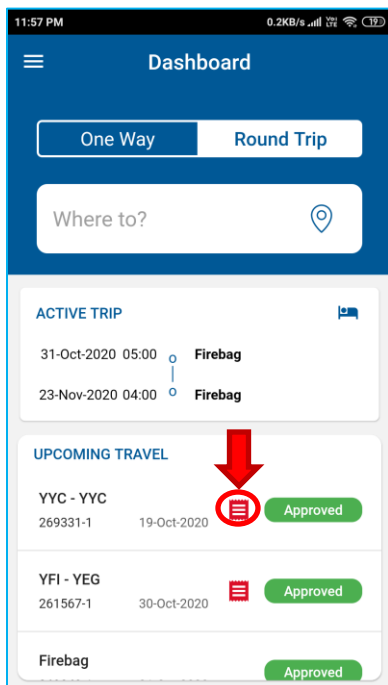 11:57 PM 0.2KB/s VoI LTE 19
Dashboard
One Way Round Trip
Where to?
ACTIVE TRIP
31-Oct-2020 05:00 Firebag
23-Nov-2020 04:00 Firebag
UPCOMING TRAVEL
YYC - YYC
269331-1 19-Oct-2020 Approved
YFI - YEG
261567-1 30-Oct-2020 Approved
Firebag
Approved